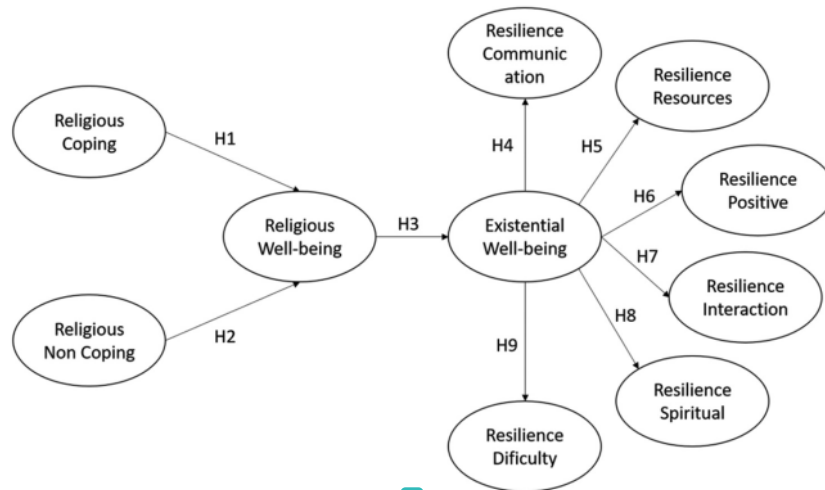 Resilience
Communic
ation
Resilience
Resources
Religious
Coping
H1
H4
H5
Resilience
Positive
H6
Religious
Well-being
H3
Existential
Well-being
H7
Resilience
Interaction
H2
H8
Religious
Non Coping
H9
Resilience
Spiritual
Resilience
Dificulty